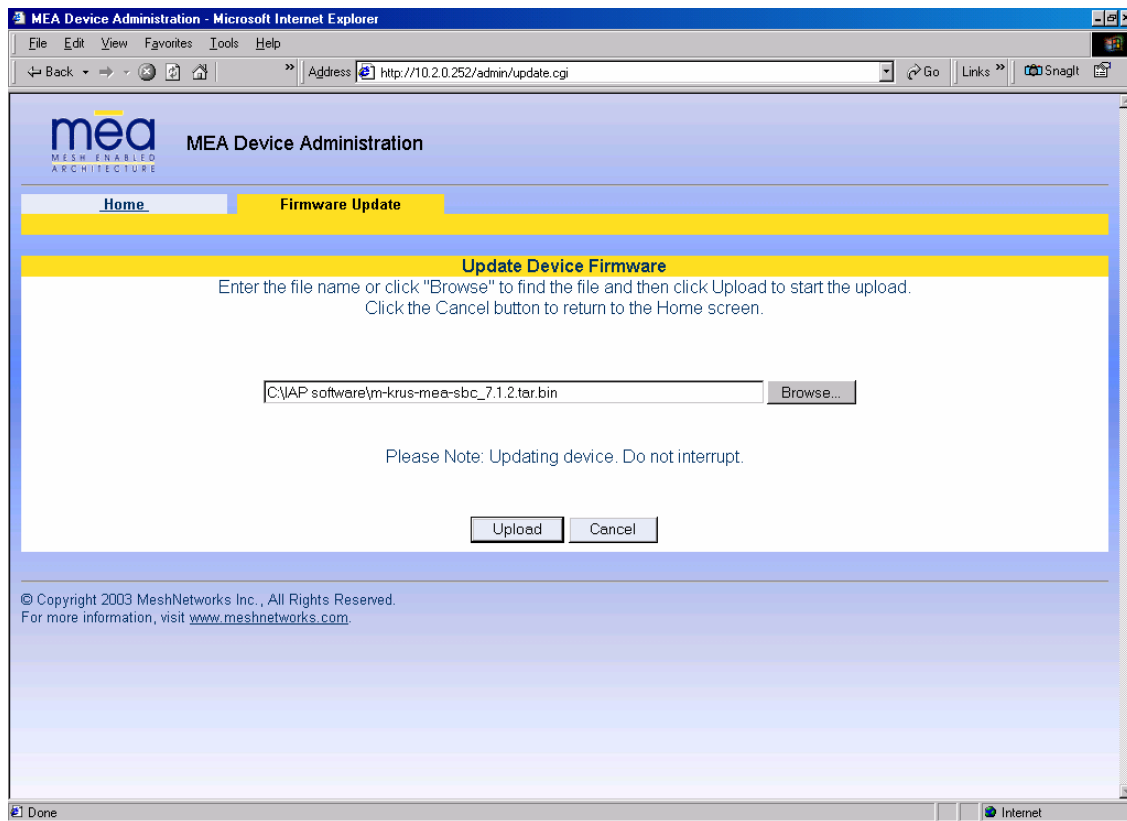 MEA Device Administration - Microsoft Internet Explorer
File Edit View Favorites Tools Help
Back » Address http://10.2.0.252/admin/update.cgi Go Links » SnagIt
mea
MESH ENABLED
ARCHITECTURE
MEA Device Administration
Home Firmware Update
Update Device Firmware
Enter the file name or click "Browse" to find the file and then click Upload to start the upload.
Click the Cancel button to return to the Home screen.
C:\IAP software\m-krus-mea-sbc_7.1.2.tar.bin Browse...
Please Note: Updating device. Do not interrupt.
Upload Cancel
© Copyright 2003 MeshNetworks Inc., All Rights Reserved.
For more information, visit www.meshnetworks.com.
Done Internet